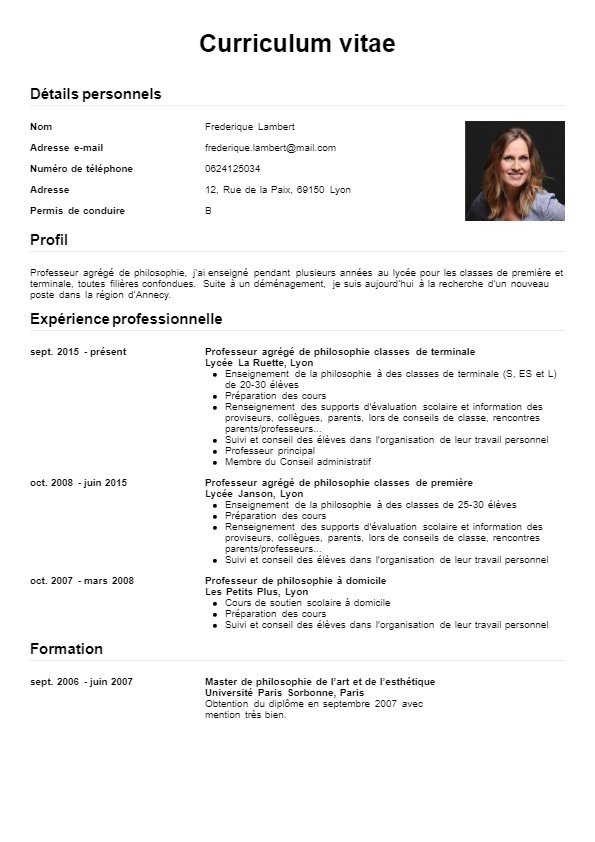 Curriculum vitae
Détails personnels
Nom Frederique Lambert
Adresse e-mail frederique.lambert@mail.com
Numéro de téléphone 0624125034
Adresse 12, Rue de la Paix, 69150 Lyon
Permis de conduire B
Profil
Professeur agrégé de philosophie, j'ai enseigné pendant plusieurs années au lycée pour les classes de première et
terminale, toutes filières confondues. Suite à un déménagement, je suis aujourd'hui à la recherche d'un nouveau
poste dans la région d'Annecy.
Expérience professionnelle
sept. 2015 - présent Professeur agrégé de philosophie classes de terminale
Lycée La Ruette, Lyon
• Enseignement de la philosophie à des classes de terminale (S, ES et L)
de 20-30 élèves
• Préparation des cours
• Renseignement des supports d'évaluation scolaire et information des
proviseurs, collègues, parents, lors de conseils de classe, rencontres
parents/professeurs...
• Suivi et conseil des élèves dans l'organisation de leur travail personnel
• Professeur principal
• Membre du Conseil administratif
oct. 2008 - juin 2015 Professeur agrégé de philosophie classes de première
Lycée Janson, Lyon
• Enseignement de la philosophie à des classes de 25-30 élèves
• Préparation des cours
• Renseignement des supports d'évaluation scolaire et information des
proviseurs, collègues, parents, lors de conseils de classe, rencontres
parents/professeurs...
• Suivi et conseil des élèves dans l'organisation de leur travail personnel
oct. 2007 - mars 2008 Professeur de philosophie à domicile
Les Petits Plus, Lyon
• Cours de soutien scolaire à domicile
• Préparation des cours
• Suivi et conseil des élèves dans l'organisation de leur travail personnel
Formation
sept. 2006 - juin 2007 Master de philosophie de l'art et de l'esthétique
Université Paris Sorbonne, Paris
Obtention du diplôme en septembre 2007 avec
mention très bien.